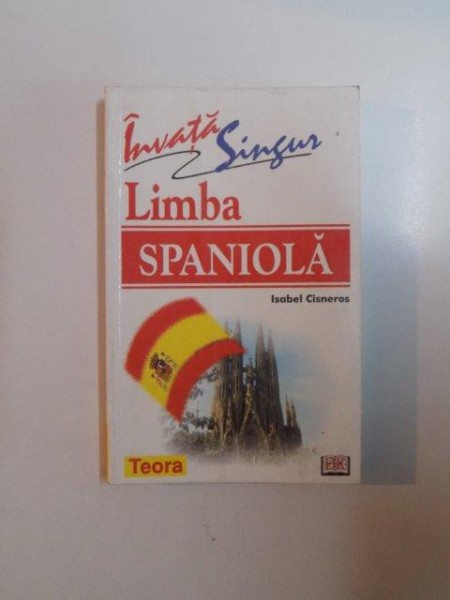 Învață Singur
Limba
SPANIOLĂ
Isabel Cisneros
Teora